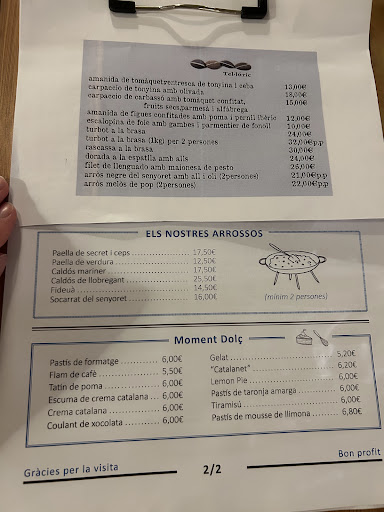 Tel·lúric
amanida de tomàquet,ventresca de tonyina i ceba 13,00€
carpaccio de tonyina amb olivada 18,00€
carpaccio de carbassó amb tomàquet confitat, 15,00€
fruits secs,parmesà i alfàbrega
amanida de figues confitades amb poma i pernil ibèric 12,00€
escalopina de foie amb gambes i parmentier de fonoll 10,00€
turbot a la brasa 24,00€
turbot a la brasa (1kg) per 2 persones 32,00€p.p
rascassa a la brasa 30,00€
dorada a la espatlla amb alls 24,00€
filet de llenguado amb maionesa de pesto 26,00€
arròs negre del senyoret amb all i oli (2persones) 21,00€p.p
arròs melós de pop (2persones) 22,00€p.p
ELS NOSTRES ARROSSOS
Paella de secret i ceps 17,50€
Paella de verdura 12,50€
Caldós mariner 17,50€
Caldós de llobregant 25,50€
Fideuà 14,50€
Socarrat del senyoret 16,00€
(mínim 2 persones)
Moment Dolç
Pastís de formatge 6,00€
Flam de cafè 5,50€
Tatin de poma 6,00€
Escuma de crema catalana 6,00€
Crema catalana 6,00€
Coulant de xocolata 6,00€
Gelat 5,20€
"Catalanet" 6,20€
Lemon Pie 6,00€
Pastís de taronja amarga 6,00€
Tiramisú 6,00€
Pastís de mousse de llimona 6,80€
Gràcies per la visita
2/2
Bon profit